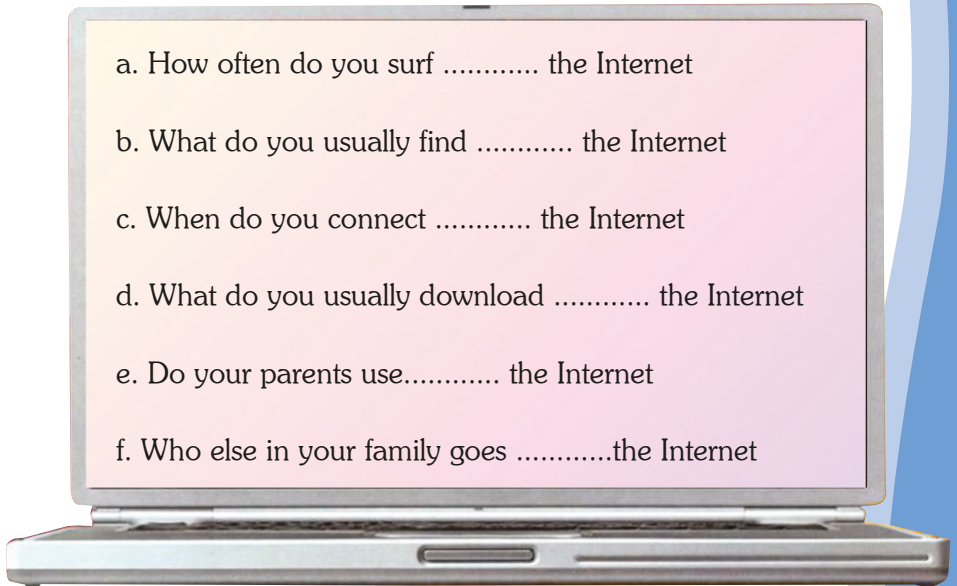 a. How often do you surf ............ the Internet
b. What do you usually find ............ the Internet
c. When do you connect ............ the Internet
d. What do you usually download ............ the Internet
e. Do your parents use............ the Internet
f. Who else in your family goes ............the Internet